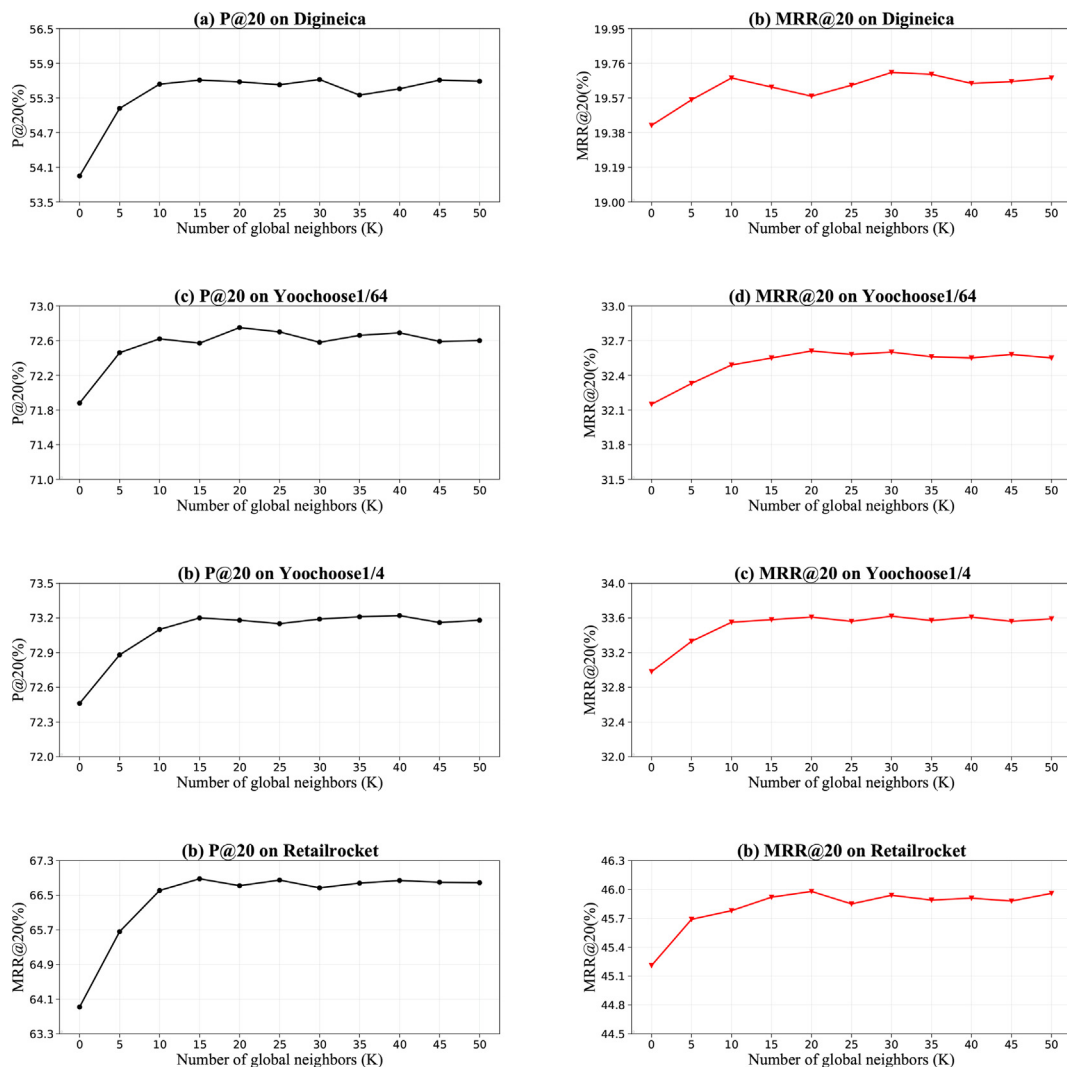 (a) P@20 on Digineica
56.5
55.9
55.3
54.7
54.1
53.5
P@20(%)
0 5 10 15 20 25 30 35 40 45 50
Number of global neighbors (K)
(b) MRR@20 on Digineica
19.95
19.76
19.57
19.38
19.19
19.00
MRR@20(%)
0 5 10 15 20 25 30 35 40 45 50
Number of global neighbors (K)
(c) P@20 on Yoochoose1/64
73.0
72.6
72.2
71.8
71.4
71.0
P@20(%)
0 5 10 15 20 25 30 35 40 45 50
Number of global neighbors (K)
(d) MRR@20 on Yoochoose1/64
33.0
32.7
32.4
32.1
31.8
31.5
MRR@20(%)
0 5 10 15 20 25 30 35 40 45 50
Number of global neighbors (K)
(b) P@20 on Yoochoose1/4
73.5
73.2
72.9
72.6
72.3
72.0
P@20(%)
0 5 10 15 20 25 30 35 40 45 50
Number of global neighbors (K)
(c) MRR@20 on Yoochoose1/4
34.0
33.6
33.2
32.8
32.4
32.0
MRR@20(%)
0 5 10 15 20 25 30 35 40 45 50
Number of global neighbors (K)
(b) P@20 on Retailrocket
67.3
66.5
65.7
64.9
64.1
63.3
MRR@20(%)
0 5 10 15 20 25 30 35 40 45 50
Number of global neighbors (K)
(b) MRR@20 on Retailrocket
46.3
46.0
45.7
45.4
45.1
44.8
44.5
MRR@20(%)
0 5 10 15 20 25 30 35 40 45 50
Number of global neighbors (K)